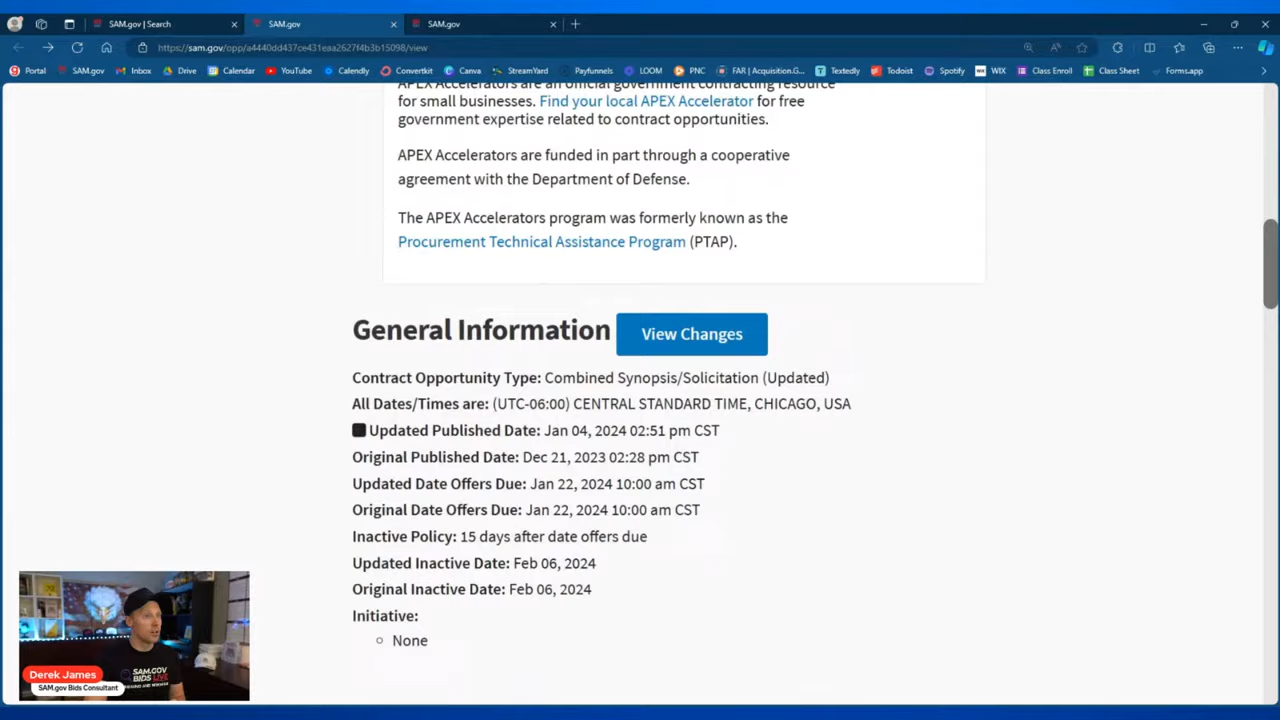 SAM.gov | Search
SAM.gov
SAM.gov
https://sam.gov/opp/a4440dd437ce431eaa2627f4b3b15098/view
Portal SAM.gov Inbox Drive Calendar YouTube Calendly Convertkit Canva StreamYard Payfunnels LOOM PNC FAR | Acquisition.G... Textedly Todoist Spotify WIX WIX Class Enroll Class Sheet Forms.app
APEX Accelerators are an official government contracting resource
for small businesses. Find your local APEX Accelerator for free
government expertise related to contract opportunities.
APEX Accelerators are funded in part through a cooperative
agreement with the Department of Defense.
The APEX Accelerators program was formerly known as the
Procurement Technical Assistance Program (PTAP).
General Information View Changes
Contract Opportunity Type: Combined Synopsis/Solicitation (Updated)
All Dates/Times are: (UTC-06:00) CENTRAL STANDARD TIME, CHICAGO, USA
Updated Published Date: Jan 04, 2024 02:51 pm CST
Original Published Date: Dec 21, 2023 02:28 pm CST
Updated Date Offers Due: Jan 22, 2024 10:00 am CST
Original Date Offers Due: Jan 22, 2024 10:00 am CST
Inactive Policy: 15 days after date offers due
Updated Inactive Date: Feb 06, 2024
Original Inactive Date: Feb 06, 2024
Initiative:
None
SAM.GOV
BIDS LIVE
Derek James
SAM.gov Bids Consultant